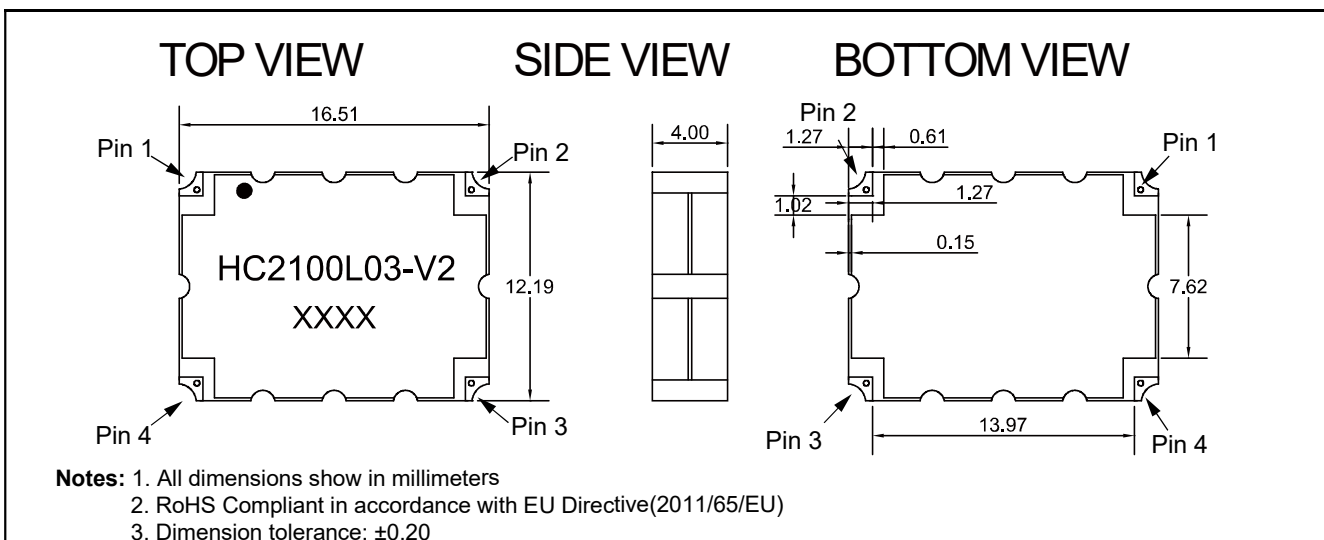 TOP VIEW
SIDE VIEW
BOTTOM VIEW
16.51
Pin 1
Pin 2
HC2100L03-V2
XXXX
12.19
Pin 4
Pin 3
4.00
Pin 2
1.27
0.61
Pin 1
1.02
1.27
0.15
7.62
Pin 3
13.97
Pin 4
Notes: 1. All dimensions show in millimeters
2. RoHS Compliant in accordance with EU Directive(2011/65/EU)
3. Dimension tolerance: ±0.20